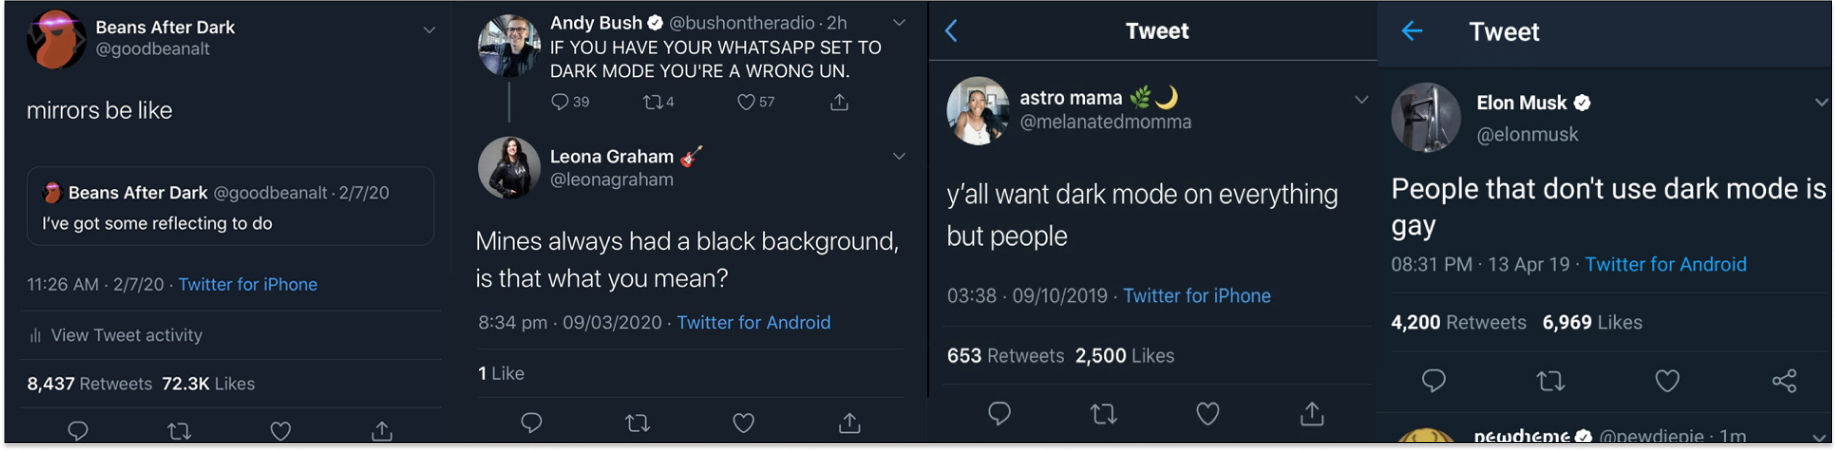 Beans After Dark
@goodbeanalt
mirrors be like
Beans After Dark @goodbeanalt · 2/7/20
I've got some reflecting to do
11:26 AM · 2/7/20 · Twitter for iPhone
View Tweet activity
8,437 Retweets 72.3K Likes
Andy Bush @bushontheradio · 2h
IF YOU HAVE YOUR WHATSAPP SET TO
DARK MODE YOU'RE A WRONG UN.
39 4 57
Leona Graham 🎸
@leonagraham
Mines always had a black background,
is that what you mean?
8:34 pm · 09/03/2020 · Twitter for Android
1 Like
Tweet
astro mama 🌿🌙
@melanatedmomma
y'all want dark mode on everything
but people
03:38 · 09/10/2019 · Twitter for iPhone
653 Retweets 2,500 Likes
Tweet
Elon Musk
@elonmusk
People that don't use dark mode is
gay
08:31 PM · 13 Apr 19 · Twitter for Android
4,200 Retweets 6,969 Likes
@pewdiepie · 1m